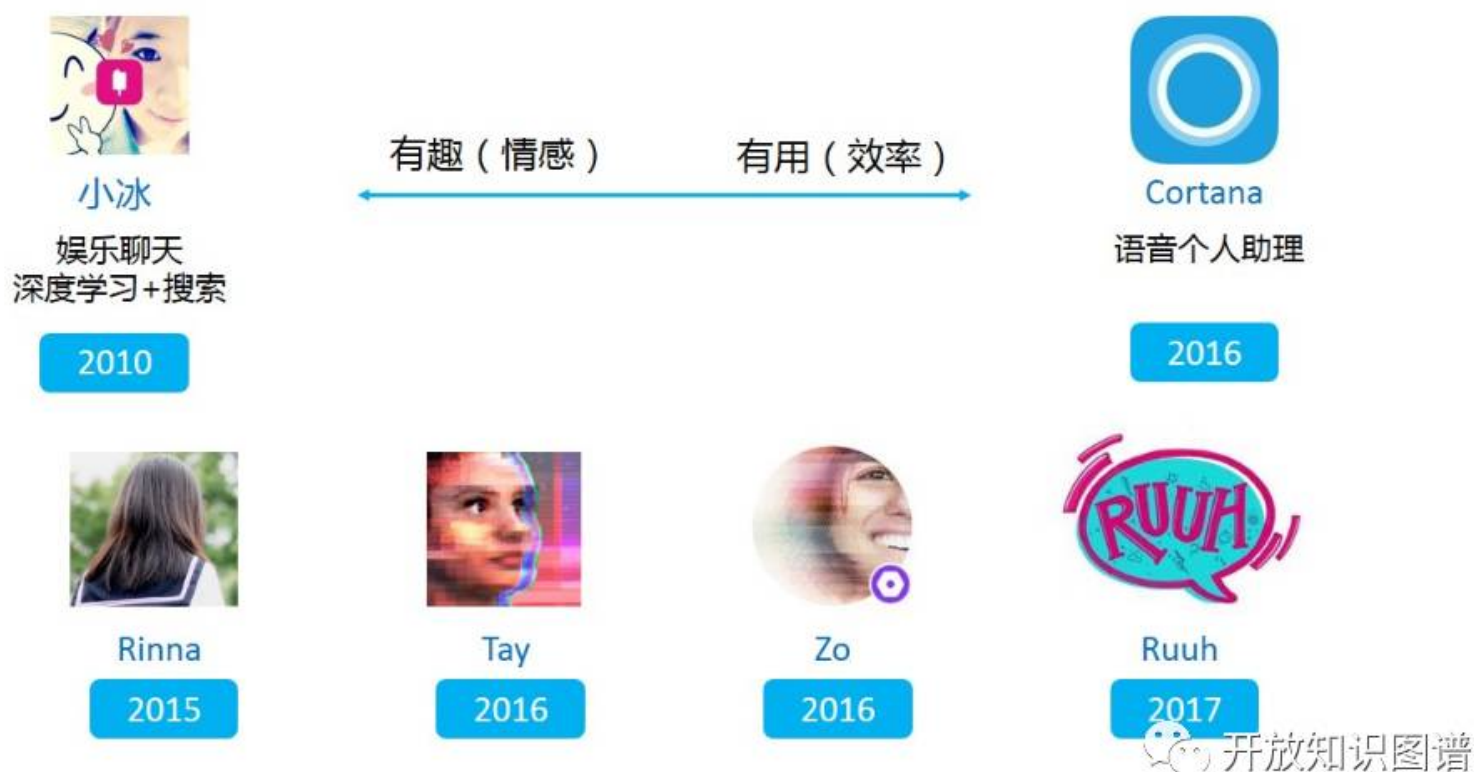 有趣（情感）
有用（效率）
小冰
Cortana
娱乐聊天
深度学习+搜索
语音个人助理
2010
2016
RUUH
Rinna
Tay
Zo
Ruuh
2015
2016
2016
2017
开放知识图谱